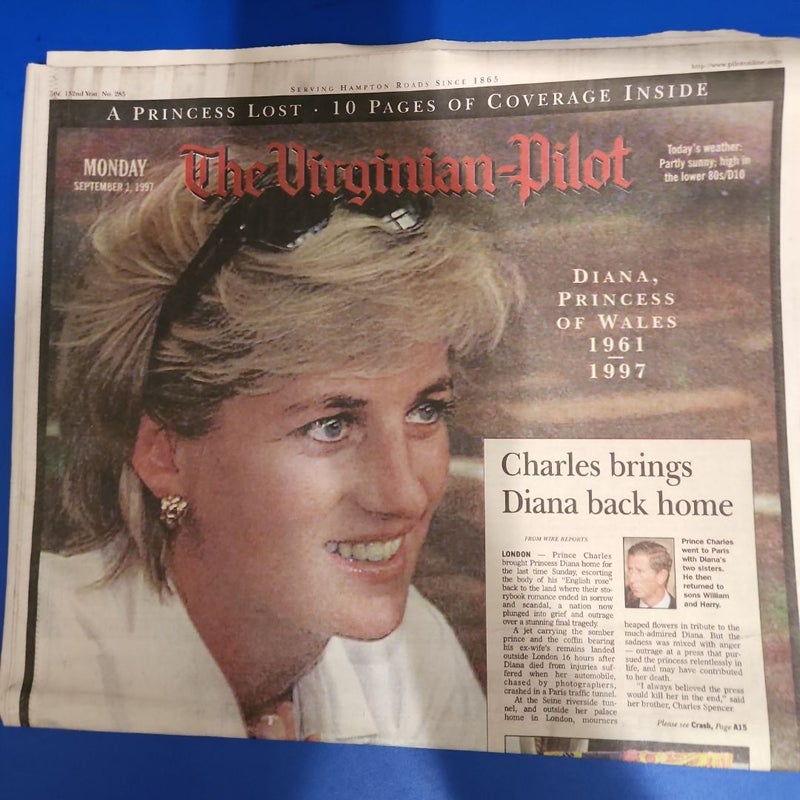 132nd Year, No. 285
SERVING HAMPTON ROADS SINCE 1865
A PRINCESS LOST · 10 PAGES OF COVERAGE INSIDE
MONDAY
SEPTEMBER 1, 1997
The Virginian-Pilot
Today's weather:
Partly sunny; high in
the lower 80s/D10
DIANA,
PRINCESS
OF WALES
1961
—
1997
Charles brings
Diana back home
FROM WIRE REPORTS
LONDON — Prince Charles
brought Princess Diana home for
the last time Sunday, escorting
the body of his "English rose"
back to the land where their sto-
rybook romance ended in sorrow
and scandal, a nation now
plunged into grief and outrage
over a stunning final tragedy.
A jet carrying the somber
prince and the coffin bearing
his ex-wife's remains landed
outside London 16 hours after
Diana died from injuries suf-
fered when her automobile,
chased by photographers,
crashed in a Paris traffic tunnel.
At the Seine riverside tun-
nel, and outside her palace
home in London, mourners
Prince Charles
went to Paris
with Diana's
two sisters.
He then
returned to
sons William
and Harry.
heaped flowers in tribute to the
much-admired Diana. But the
sadness was mixed with anger
— outrage at a press that pur-
sued the princess relentlessly in
life, and may have contributed
to her death.
"I always believed the press
would kill her in the end," said
her brother, Charles Spencer.
Please see Crash, Page A15